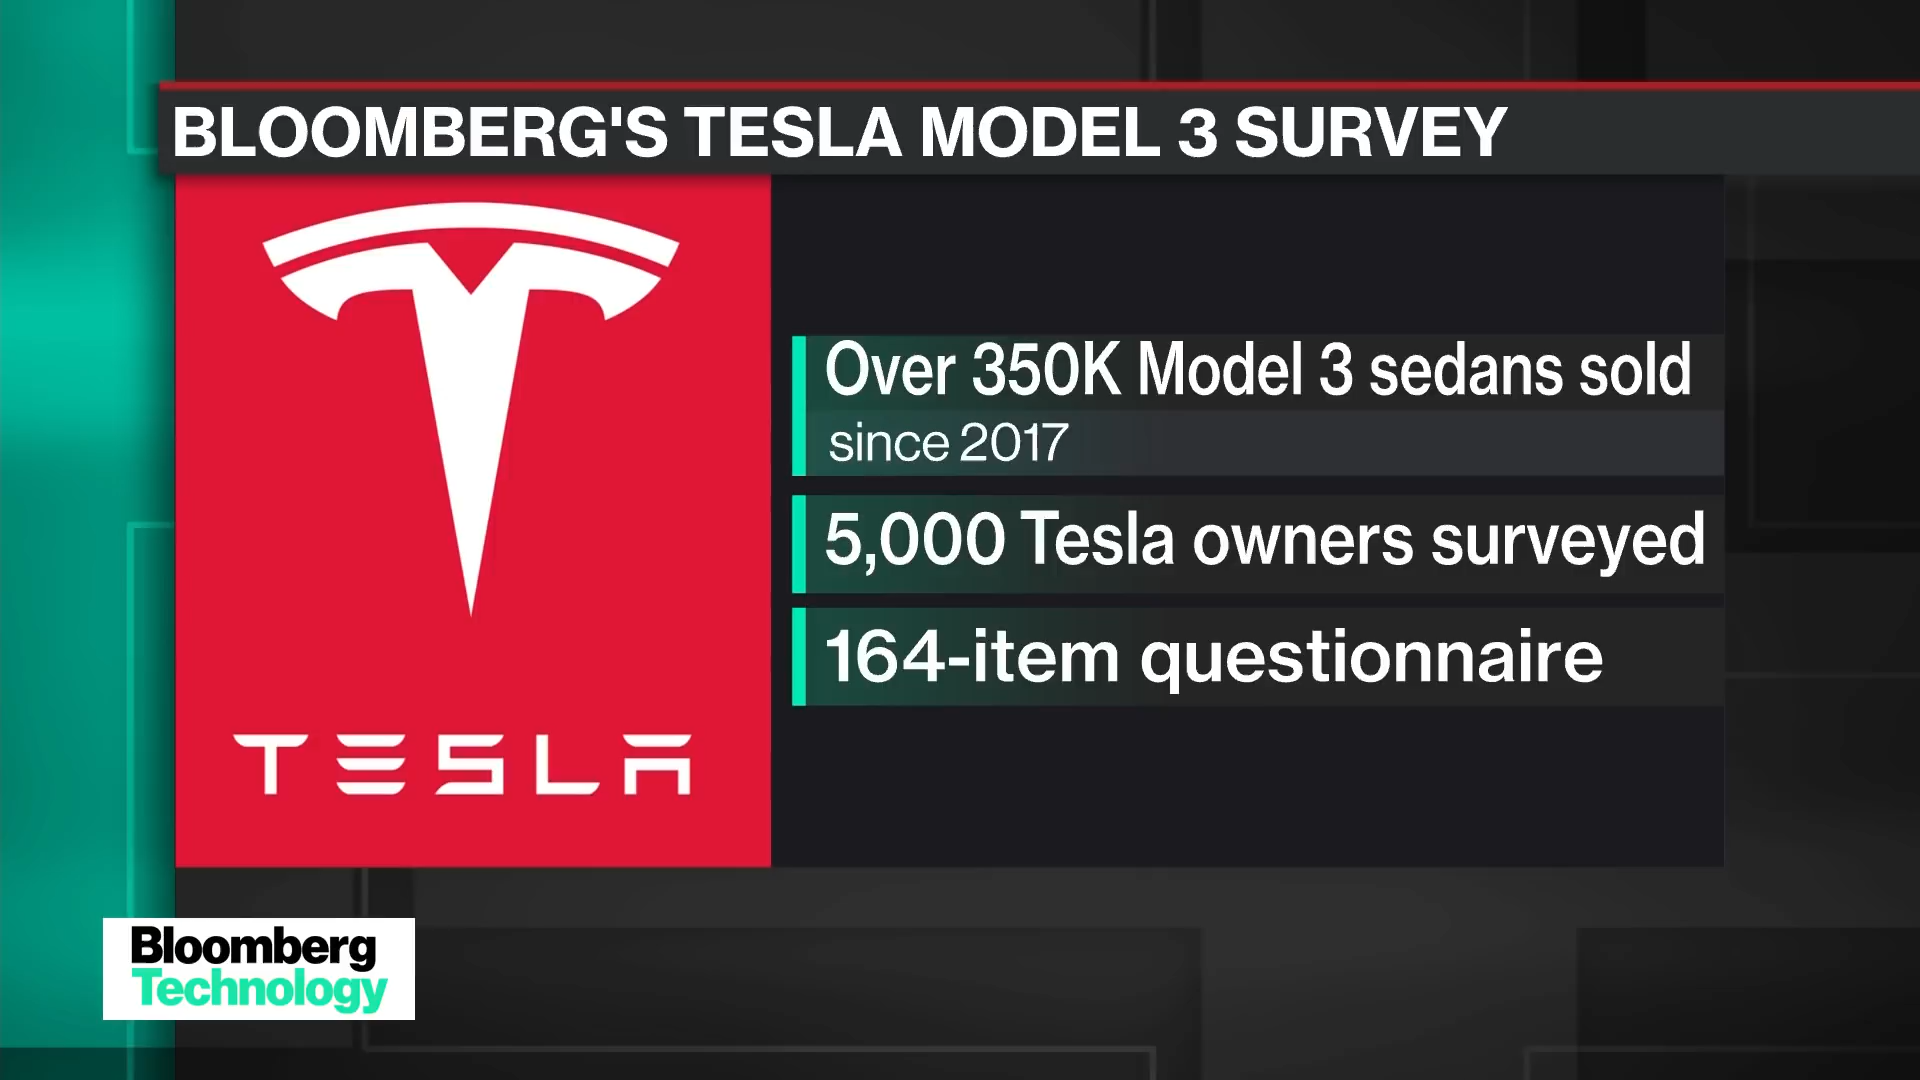 BLOOMBERG'S TESLA MODEL 3 SURVEY
TESLA
Over 350K Model 3 sedans sold
since 2017
5,000 Tesla owners surveyed
164-item questionnaire
Bloomberg
Technology